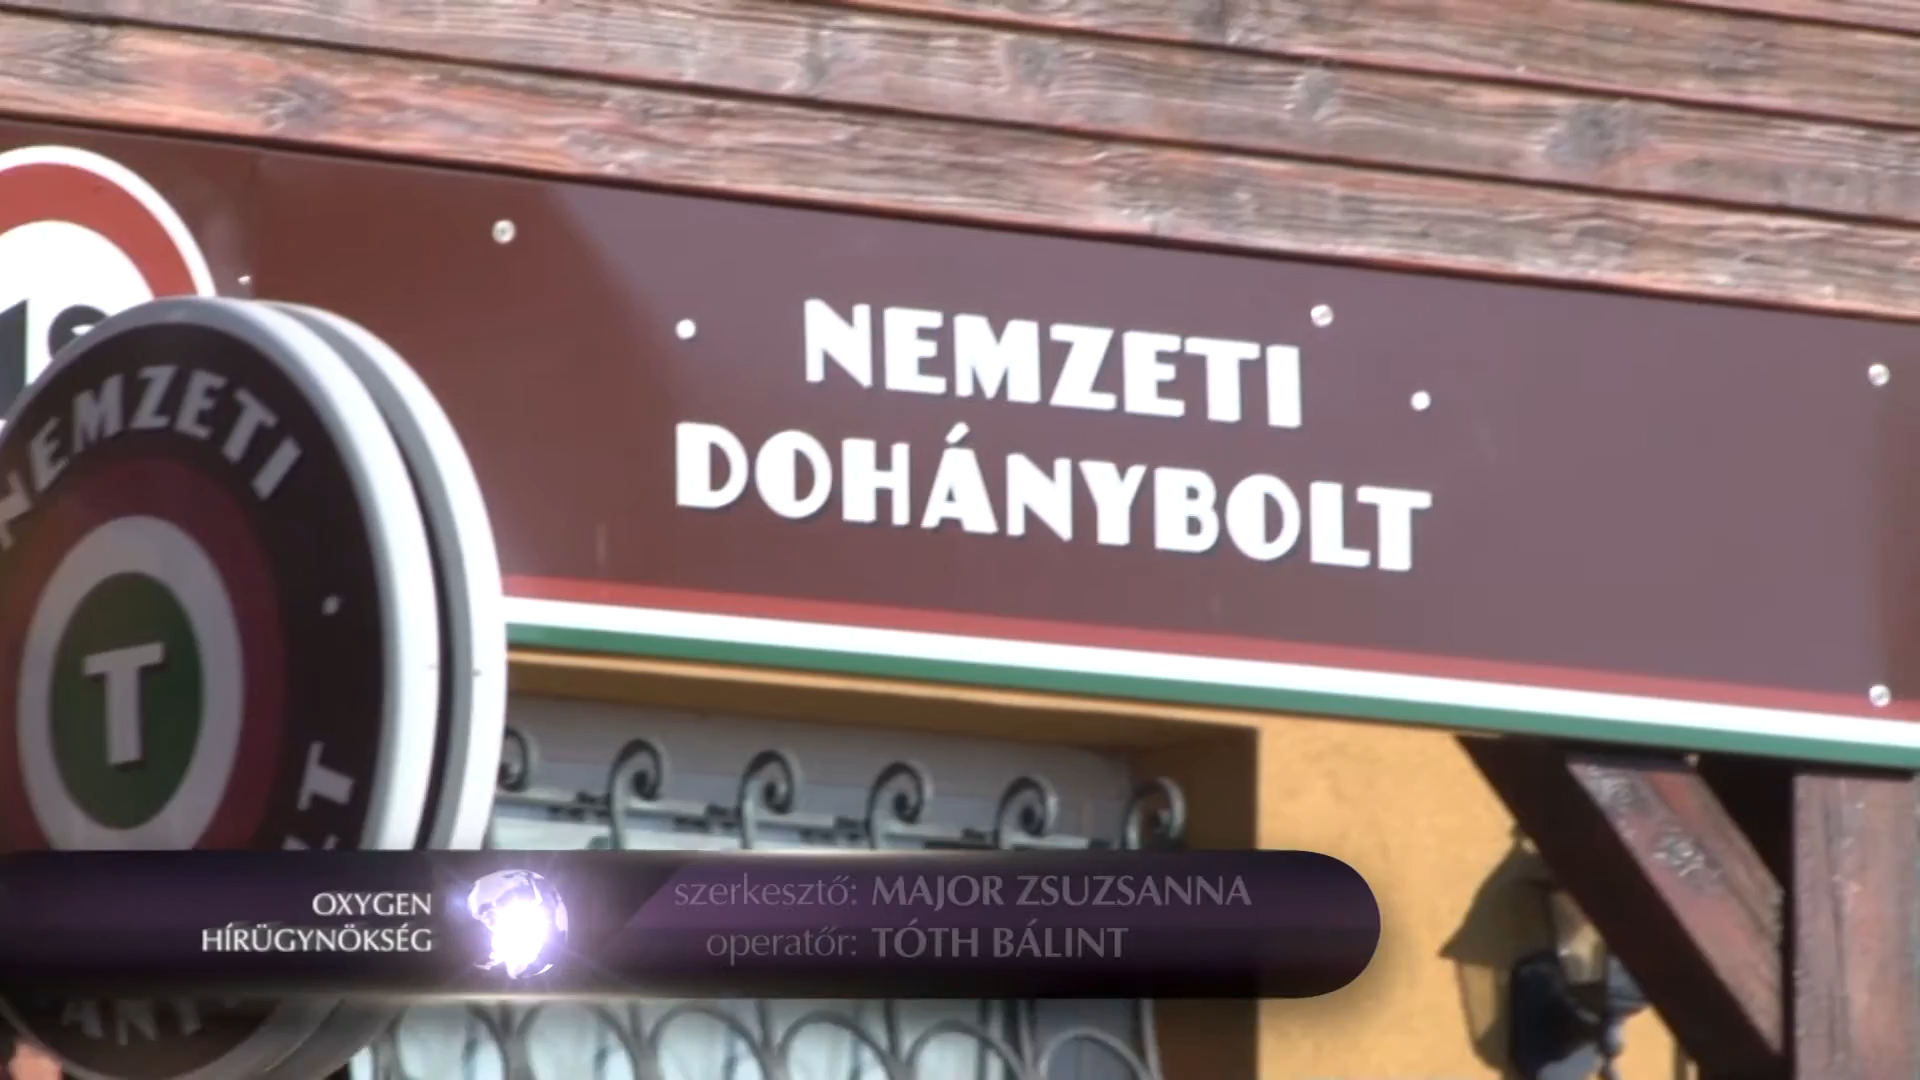 NEMZETI
DOHÁNYBOLT
NEMZETI
T
OXYGEN
HÍRÜGYNÖKSÉG
szerkesztő: MAJOR ZSUZSANNA
operatőr: TÓTH BÁLINT